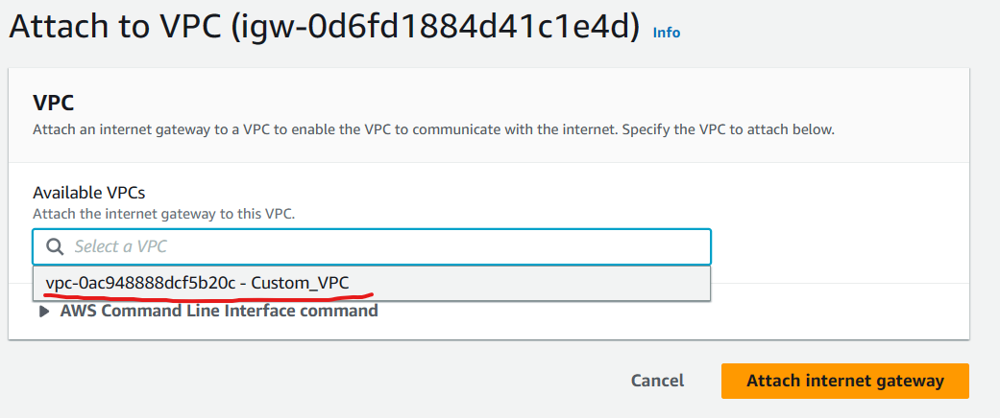 Attach to VPC (igw-0d6fd1884d41c1e4d) Info
VPC
Attach an internet gateway to a VPC to enable the VPC to communicate with the internet. Specify the VPC to attach below.
Available VPCs
Attach the internet gateway to this VPC.
Select a VPC
vpc-0ac948888dcf5b20c - Custom_VPC
AWS Command Line Interface command
Cancel Attach internet gateway